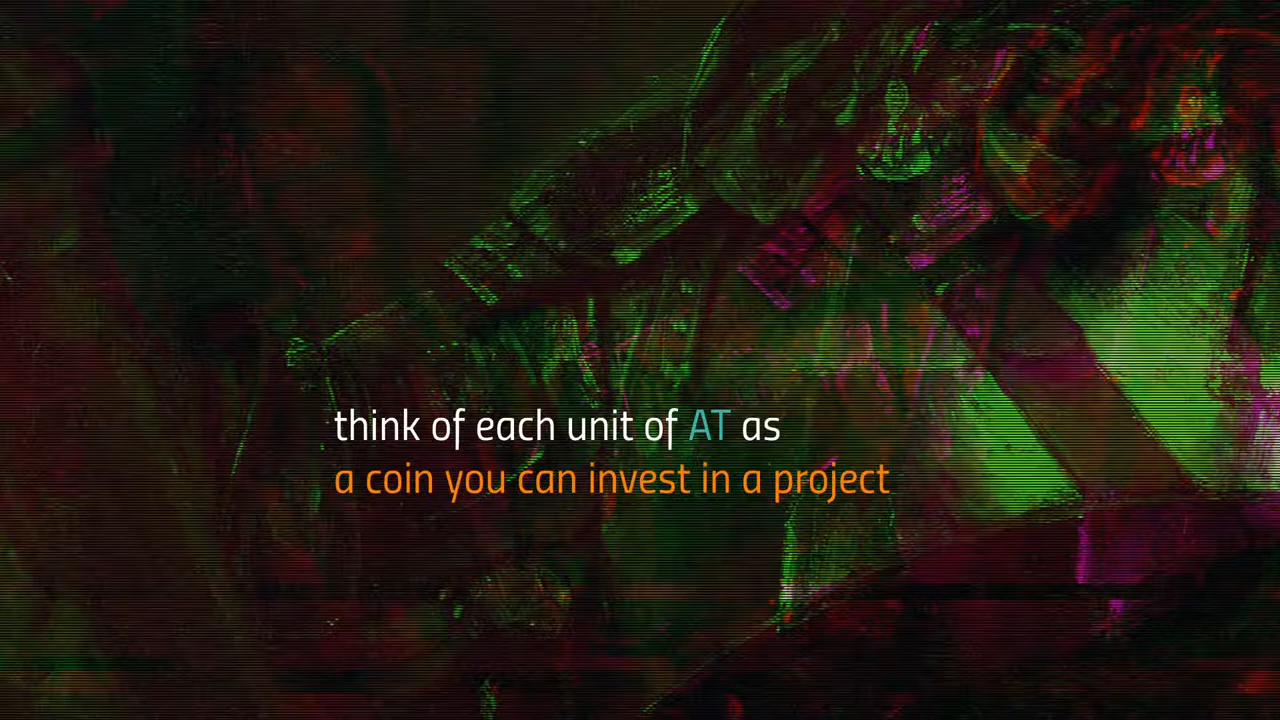 think of each unit of AT as
a coin you can invest in a project